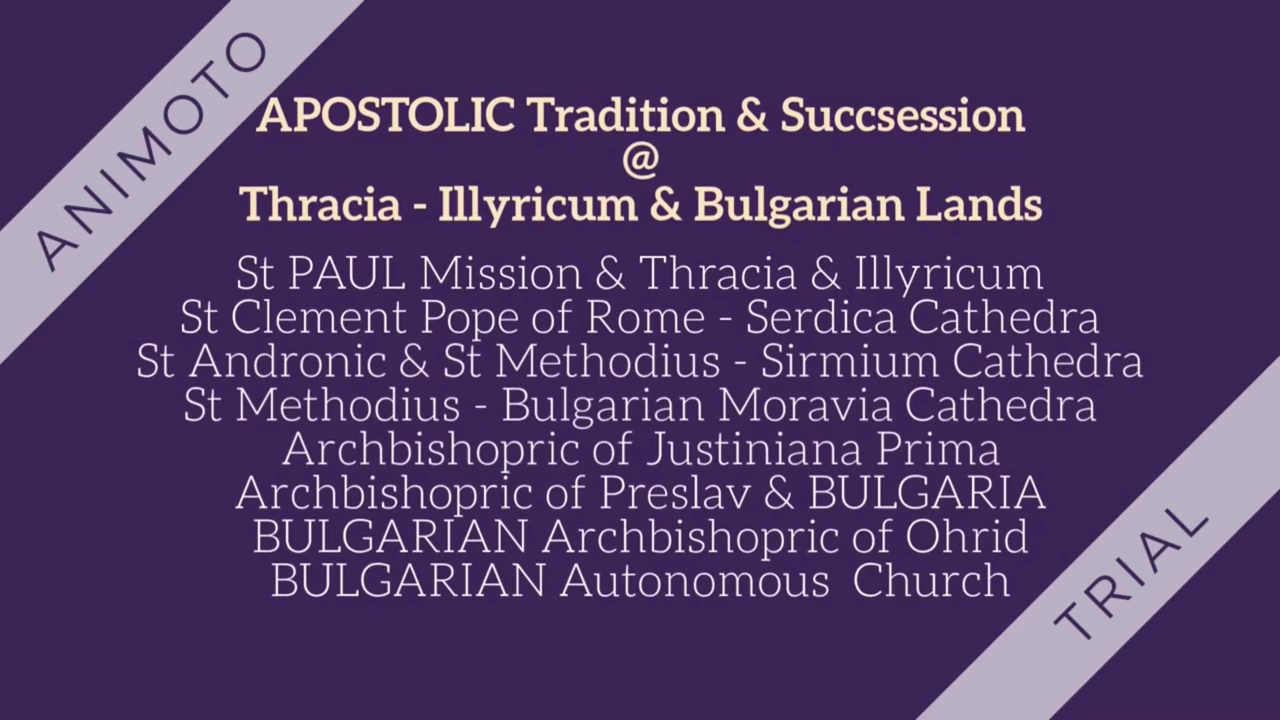 ANIMOTO
APOSTOLIC Tradition & Succsession
@
Thracia - Illyricum & Bulgarian Lands
St PAUL Mission & Thracia & Illyricum
St Clement Pope of Rome - Serdica Cathedra
St Andronic & St Methodius - Sirmium Cathedra
St Methodius - Bulgarian Moravia Cathedra
Archbishopric of Justiniana Prima
Archbishopric of Preslav & BULGARIA
BULGARIAN Archbishopric of Ohrid
BULGARIAN Autonomous Church
TRIAL